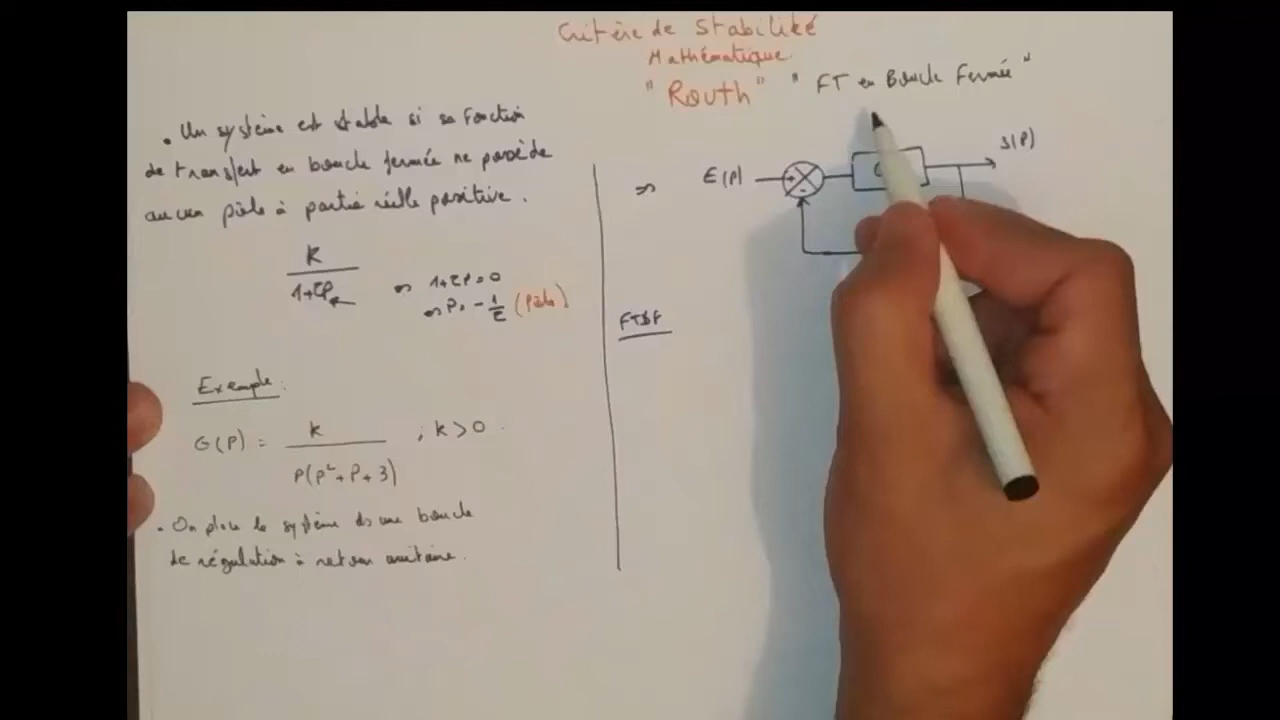 Critère de Stabilité
Mathématique
"Routh" "FT en Boucle Fermée"
. Un système est stable si sa Fonction
de transfert en boucle fermée ne possède
aucun pôle à partie réelle positive.
K
1+τP
∽ 1+τP=0
∽ P= - 1/τ (Pôle)
Exemple:
G(P) = K / P(P²+P+3) ; K>0.
. On place le système ds une boucle
de régulation à retour unitaire.
∽ E(P) + - S(P)
FTBF